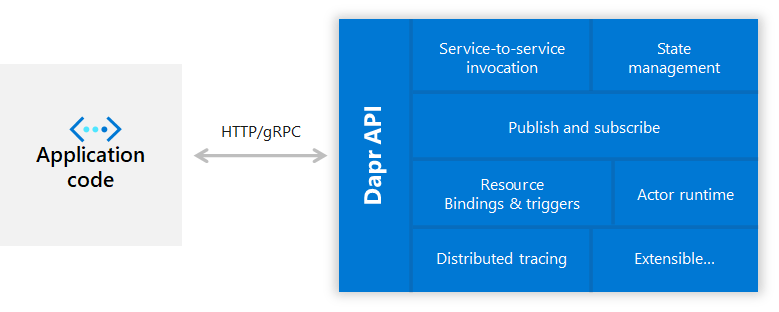 Application
code
HTTP/gRPC
Dapr API
Service-to-service
invocation
State
management
Publish and subscribe
Resource
Bindings & triggers
Actor runtime
Distributed tracing
Extensible...